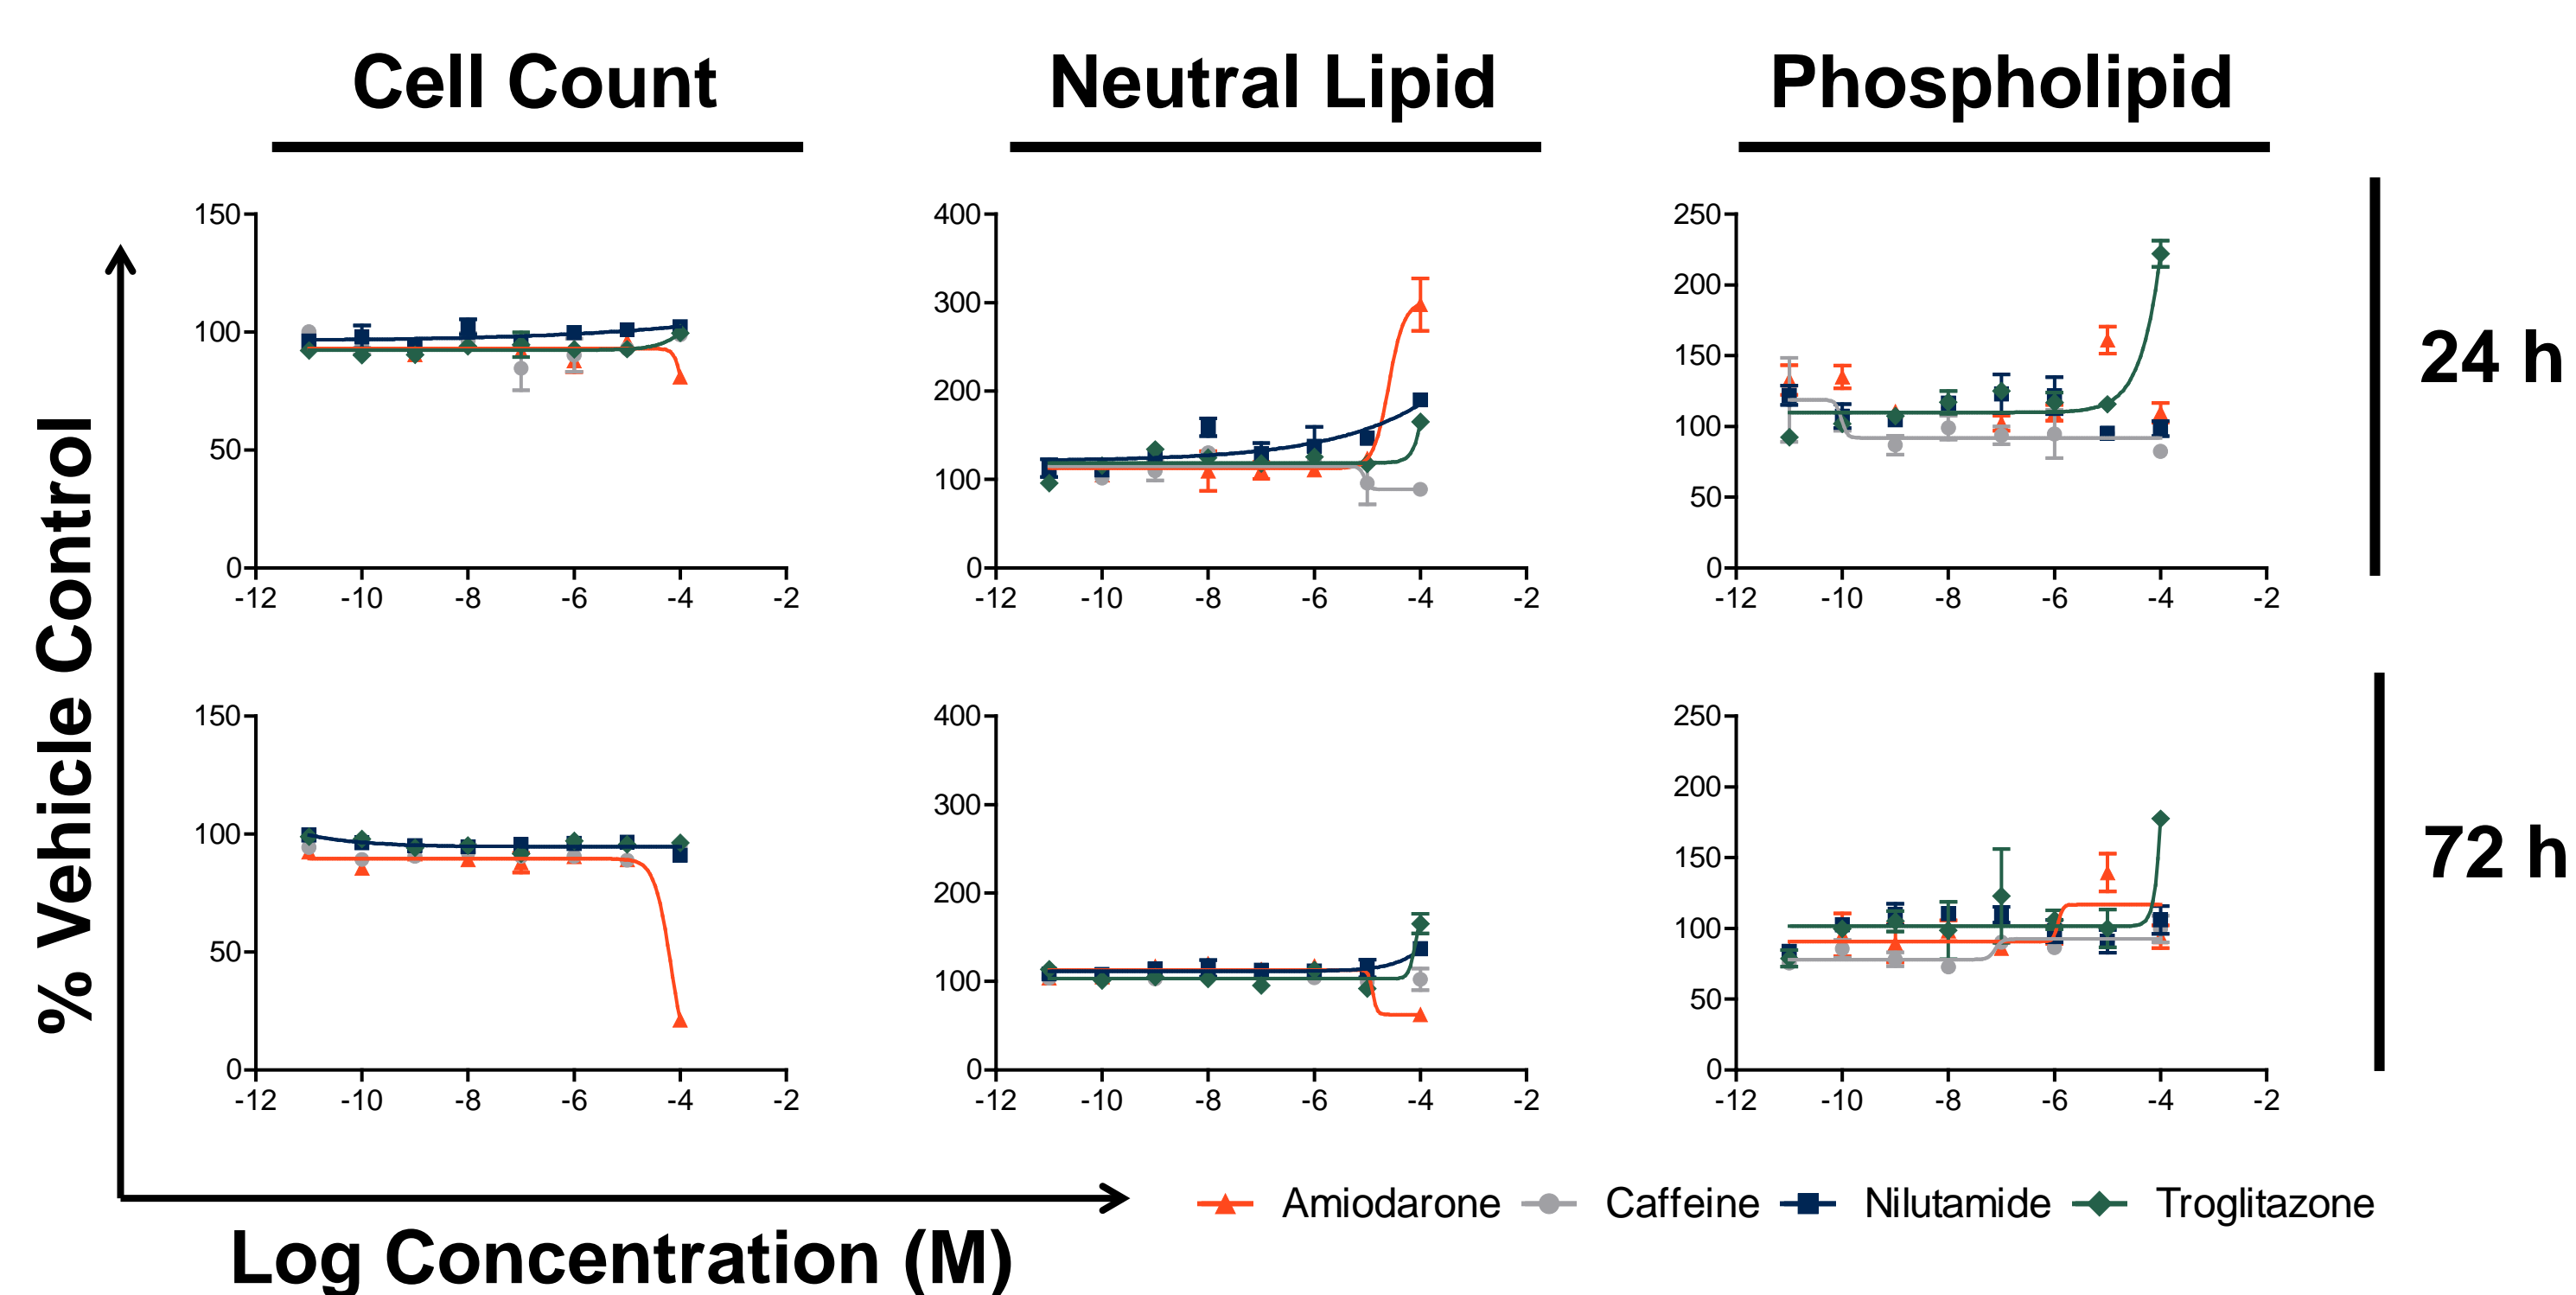 Cell Count Neutral Lipid Phospholipid
150 400 250
200
100 300
150
200
50 100
100
50
0 0 0
-12 -10 -8 -6 -4 -2 -12 -10 -8 -6 -4 -2 -12 -10 -8 -6 -4 -2
24 h
% Vehicle Control
150 400 250
200
100 300
150
200
50 100
100
50
0 0 0
-12 -10 -8 -6 -4 -2 -12 -10 -8 -6 -4 -2 -12 -10 -8 -6 -4 -2
72 h
Amiodarone Caffeine Nilutamide Troglitazone
Log Concentration (M)